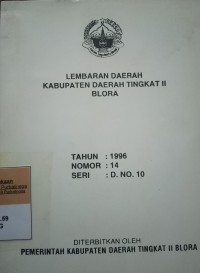 LEMBARAN DAERAH
KABUPATEN DAERAH TINGKAT II
BLORA
TAHUN : 1996
NOMOR : 14
SERI : D. NO. 10
DITERBITKAN OLEH
PEMERINTAH KABUPATEN DAERAH TINGKAT II BLORA